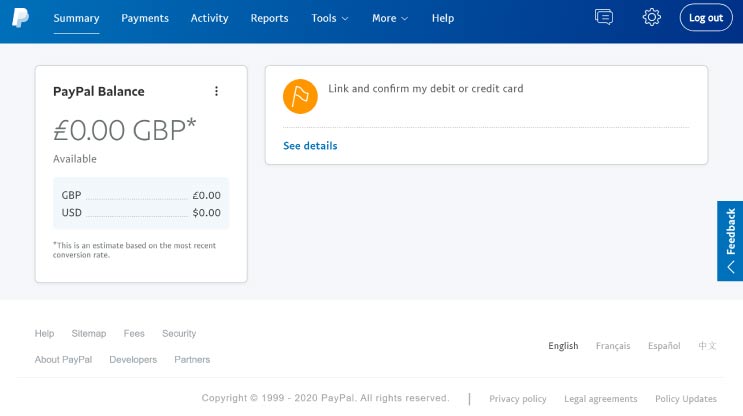 Summary Payments Activity Reports Tools More Help Log out
PayPal Balance
£0.00 GBP*
Available
GBP £0.00
USD $0.00
*This is an estimate based on the most recent
conversion rate.
Link and confirm my debit or credit card
See details
Feedback
Help Sitemap Fees Security
About PayPal Developers Partners
English Français Español 中文
Copyright © 1999 - 2020 PayPal. All rights reserved. | Privacy policy Legal agreements Policy Updates